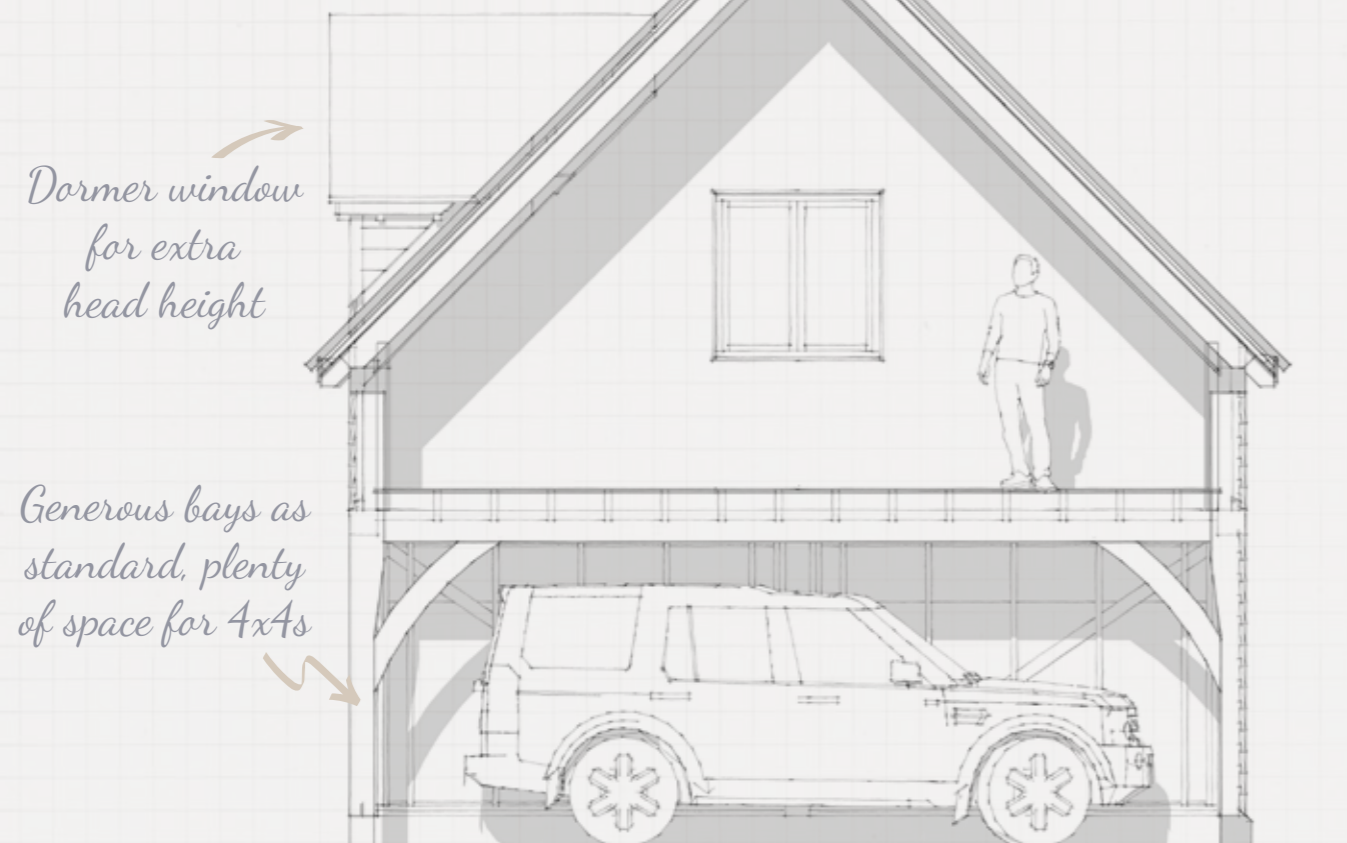 Dormer window
for extra
head height
Generous bays as
standard, plenty
of space for 4x4s